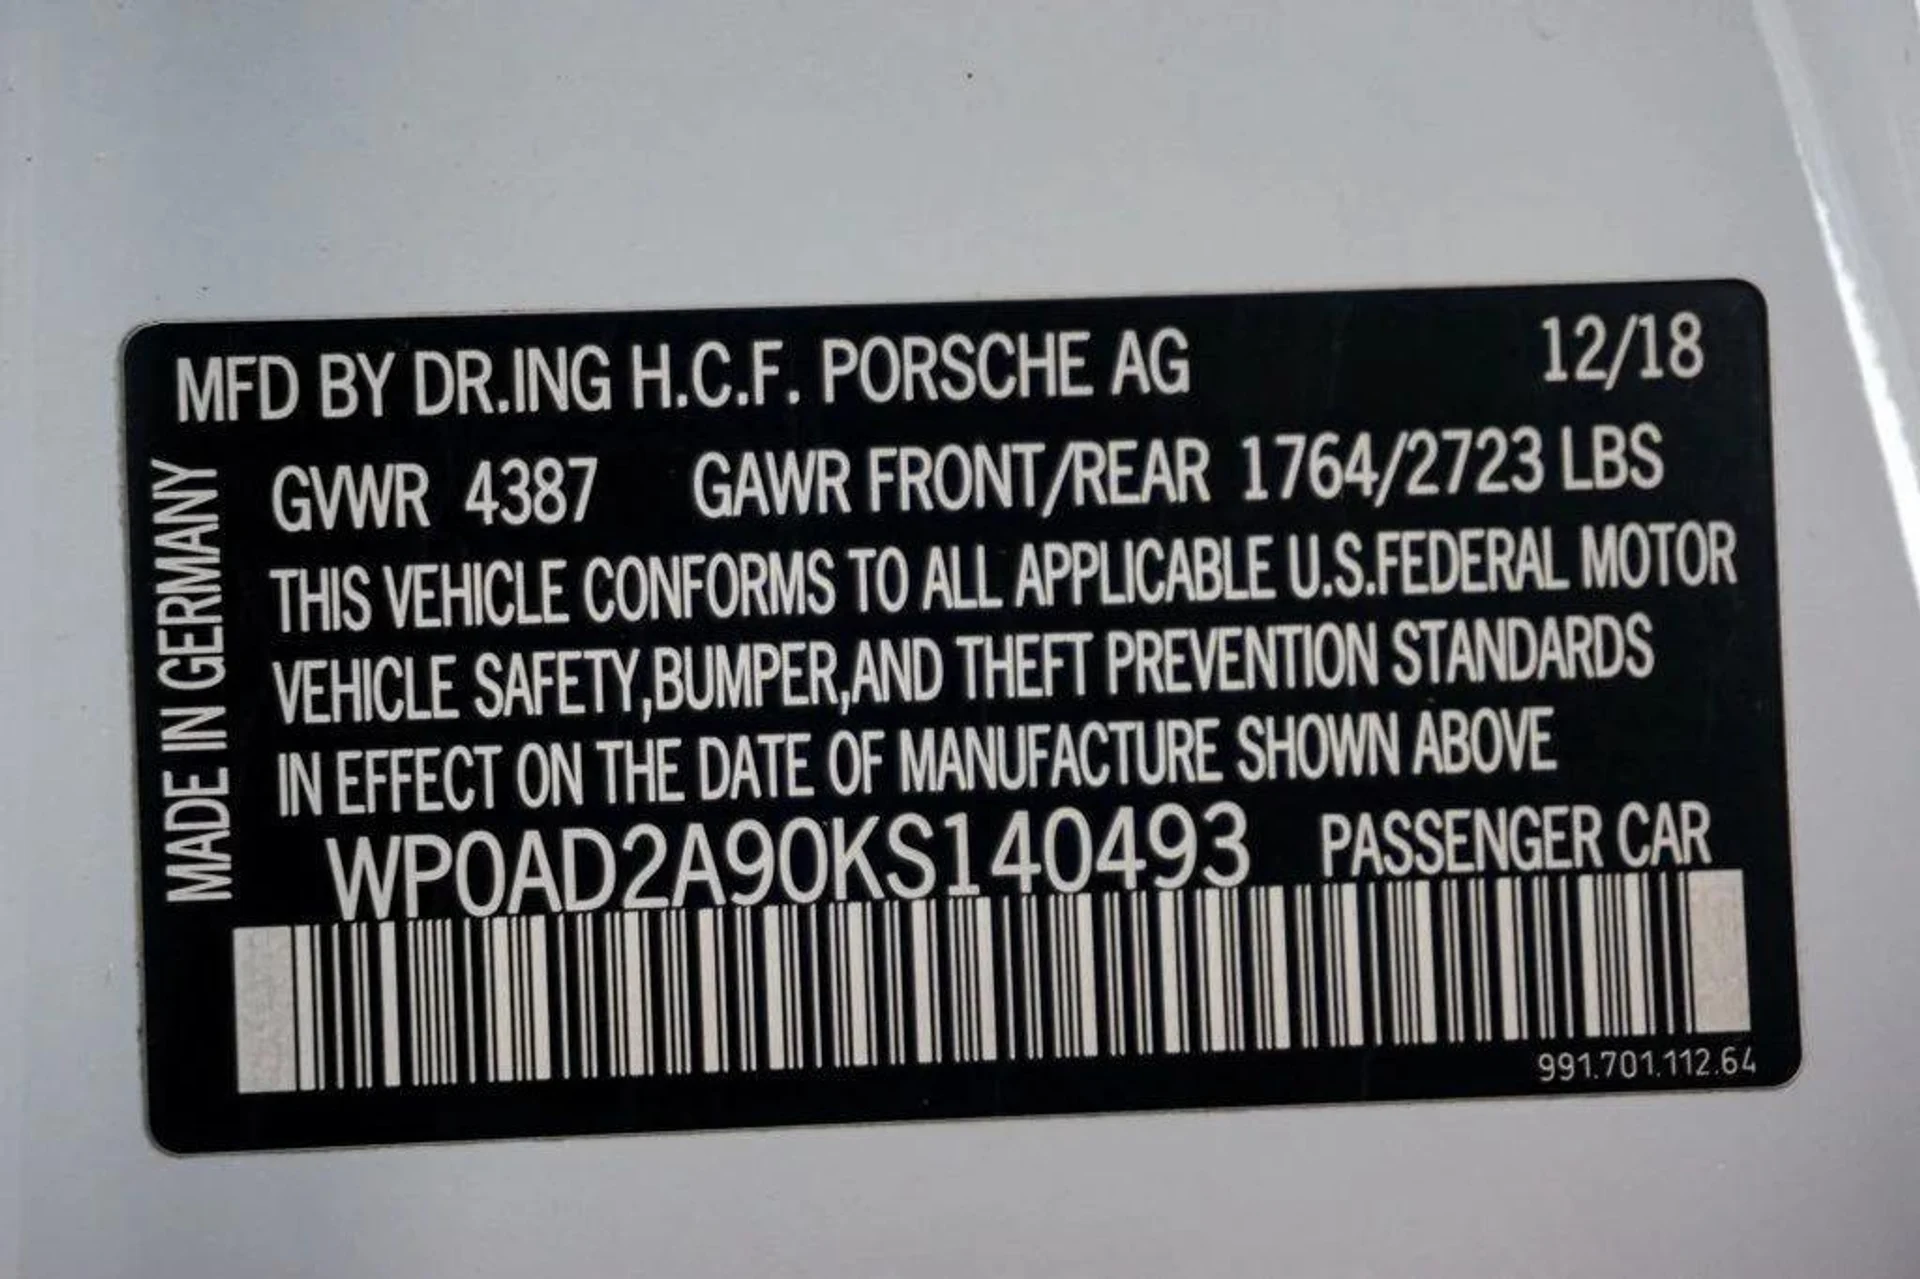 MFD BY DR.ING H.C.F. PORSCHE AG 12/18
GVWR 4387 GAWR FRONT/REAR 1764/2723 LBS
THIS VEHICLE CONFORMS TO ALL APPLICABLE U.S.FEDERAL MOTOR
VEHICLE SAFETY,BUMPER,AND THEFT PREVENTION STANDARDS
IN EFFECT ON THE DATE OF MANUFACTURE SHOWN ABOVE
WP0AD2A90KS140493 PASSENGER CAR
991.701.112.64
MADE IN GERMANY